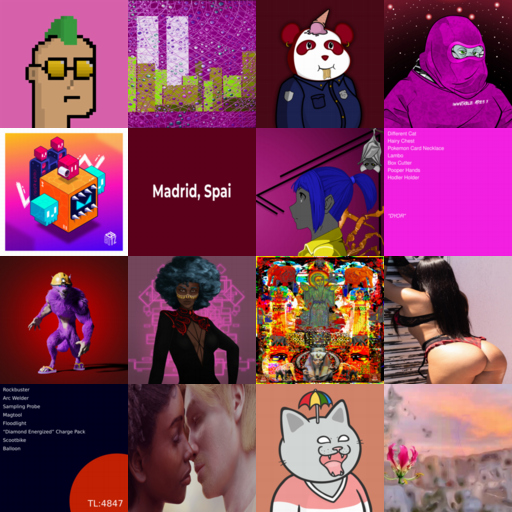 Madrid, Spai
Different Cat
Hairy Chest
Pokemon Card Necklace
Lambo
Box Cutter
Pooper Hands
Hodler Holder
Rockbuster
Arc Welder
Sampling Probe
Magtool
Floodlight
"Diamond Energized" Charge Pack
Scootbike
Balloon
TL:4847